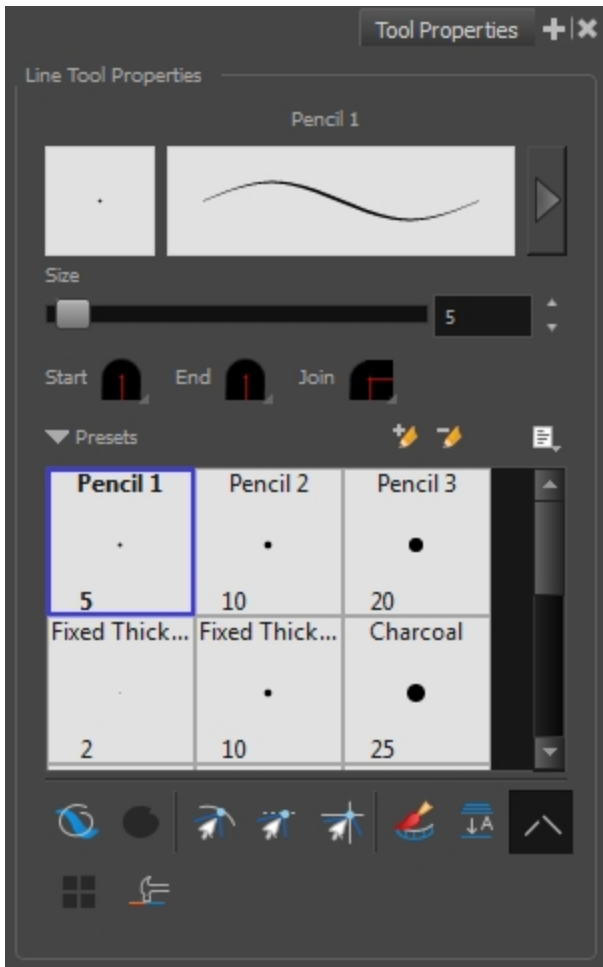 Tool Properties
Line Tool Properties
Pencil 1
Size
5
Start End Join
Presets
Pencil 1 Pencil 2 Pencil 3
5 10 20
Fixed Thick... Fixed Thick... Charcoal
2 10 25
A